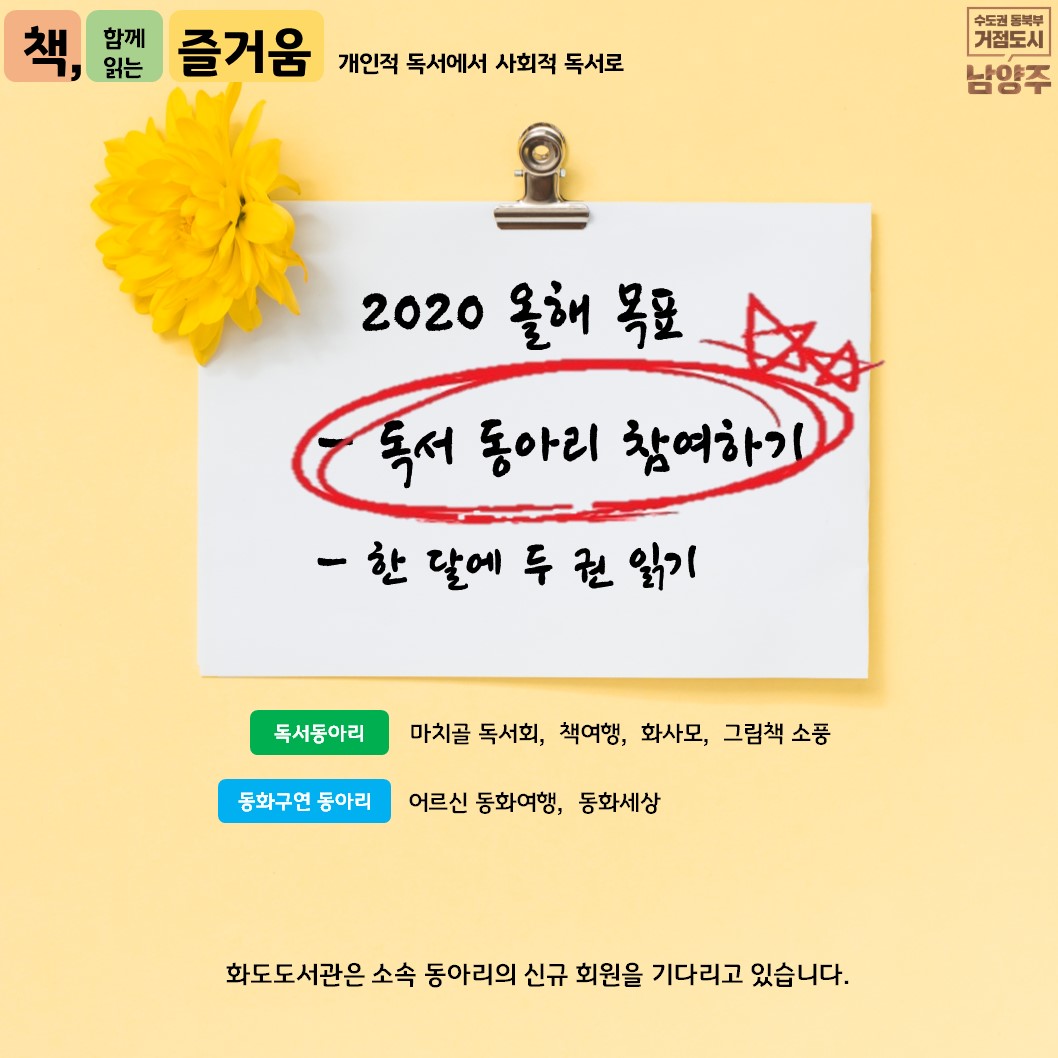 책, 함께 읽는 즐거움 개인적 독서에서 사회적 독서로
수도권 동북부
거점도시
남양주
2020 올해 목표
- 독서 동아리 참여하기
- 한 달에 두 권 읽기
독서동아리 마치골 독서회, 책여행, 화사모, 그림책 소풍
동화구연 동아리 어르신 동화여행, 동화세상
화도도서관은 소속 동아리의 신규 회원을 기다리고 있습니다.